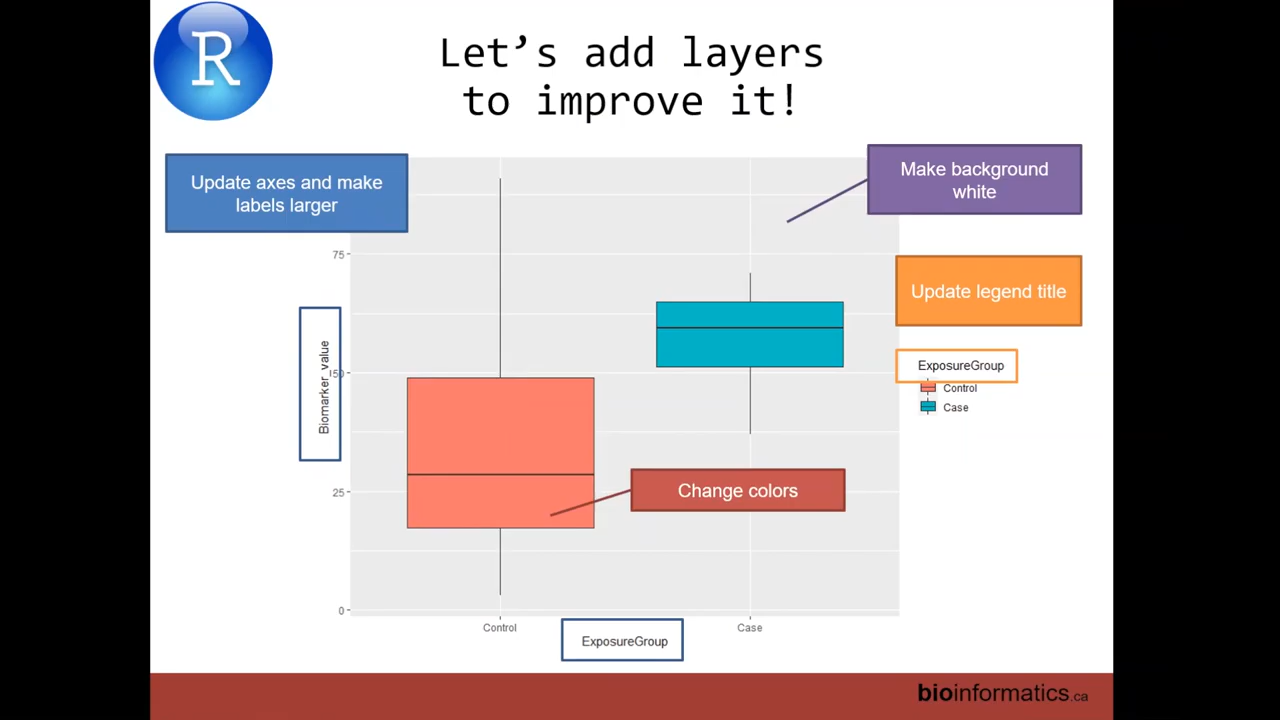 R
Let's add layers
to improve it!
Update axes and make
labels larger
Make background
white
Update legend title
75
50
25
0
Biomarker_value
ExposureGroup
Control
Case
Change colors
Control
Case
ExposureGroup
bioinformatics.ca